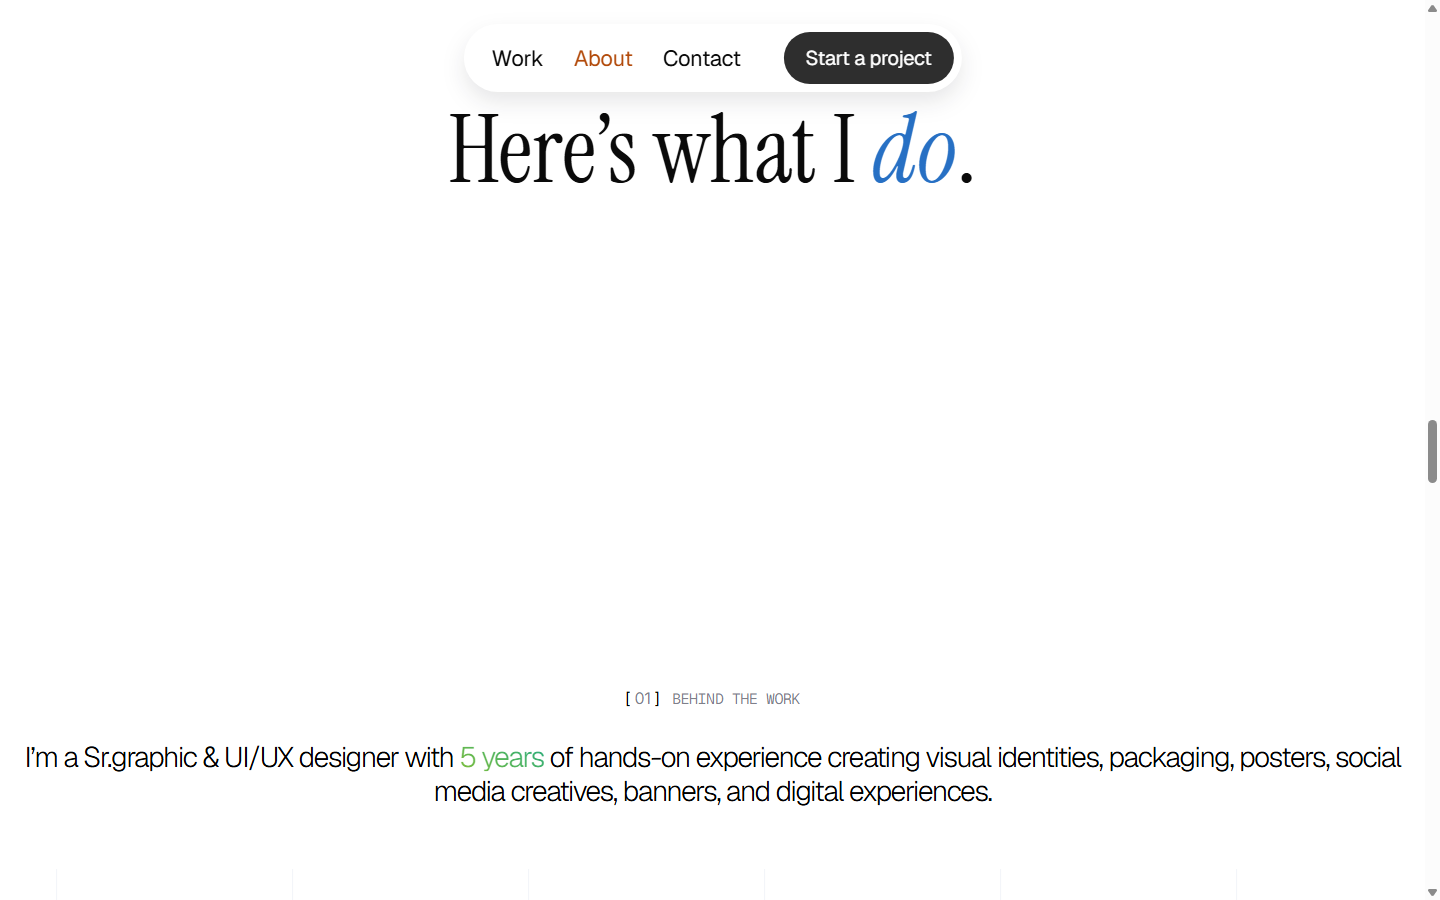 Work About Contact Start a project
Here’s what I do.
[01] BEHIND THE WORK
I’m a Sr.graphic & UI/UX designer with 5 years of hands-on experience creating visual identities, packaging, posters, social
media creatives, banners, and digital experiences.